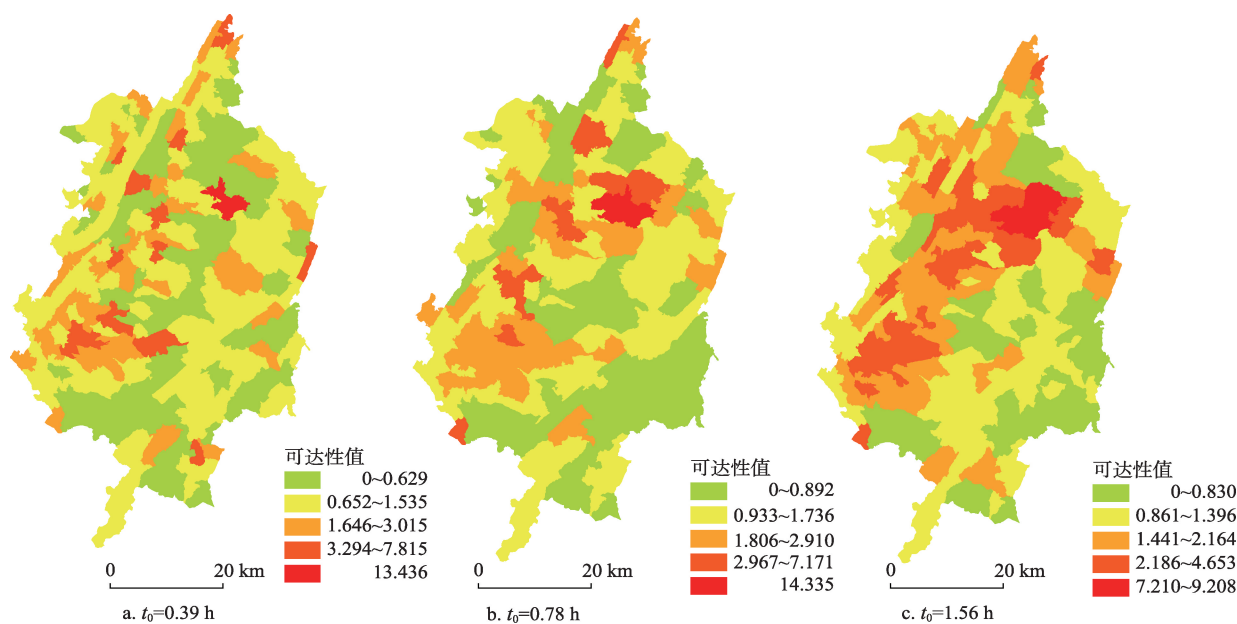 可达性值
0~0.629
0.652~1.535
1.646~3.015
3.294~7.815
13.436
0 20 km
a. t₀=0.39 h
可达性值
0~0.892
0.933~1.736
1.806~2.910
2.967~7.171
14.335
0 20 km
b. t₀=0.78 h
可达性值
0~0.830
0.861~1.396
1.441~2.164
2.186~4.653
7.210~9.208
0 20 km
c. t₀=1.56 h